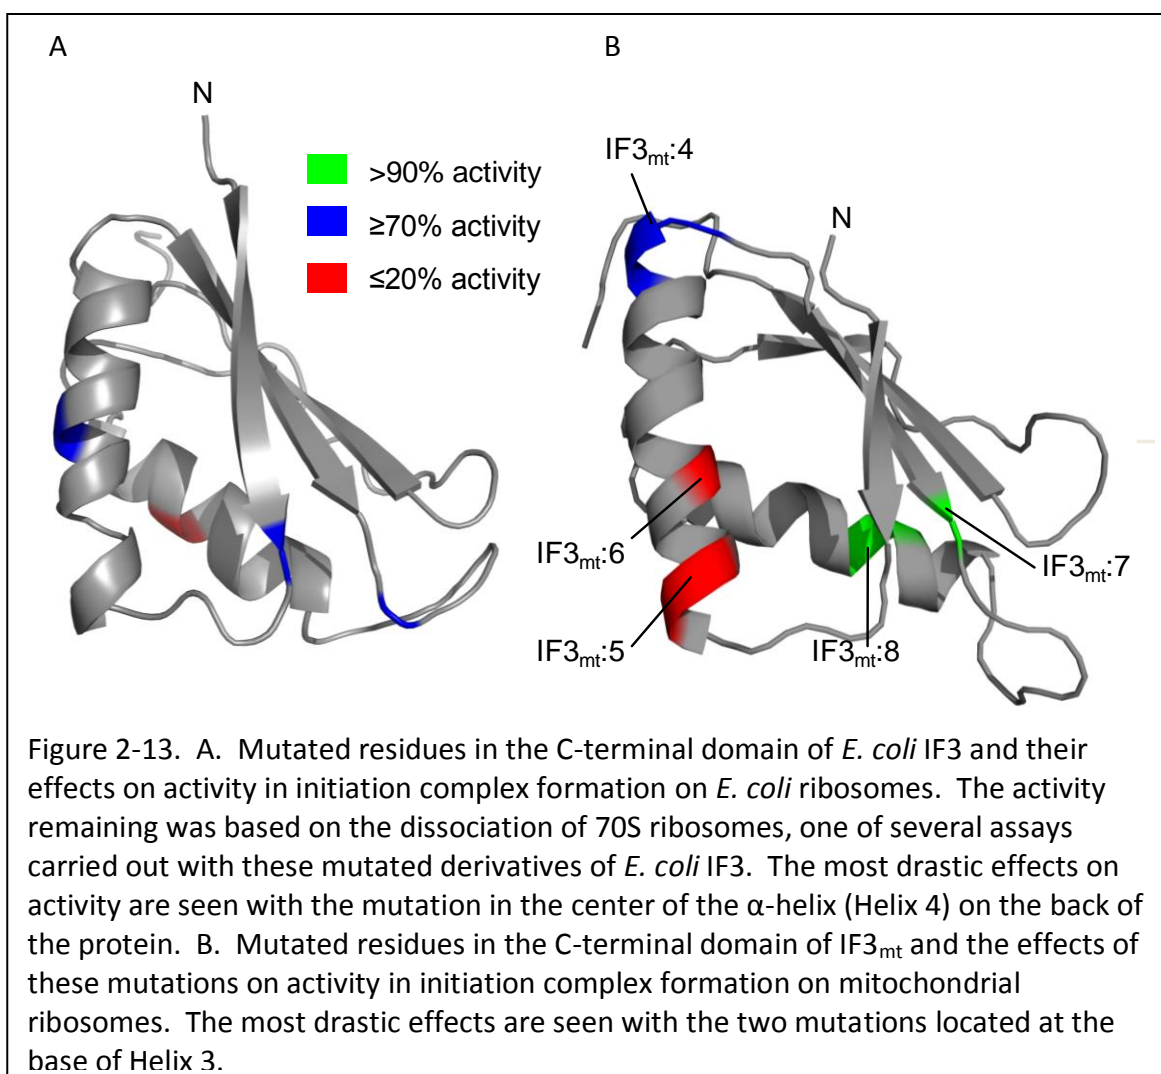 A
B
N
>90% activity
≥70% activity
≤20% activity
IF3mt:4
N
IF3mt:6
IF3mt:5
IF3mt:7
IF3mt:8
Figure 2-13.  A.  Mutated residues in the C-terminal domain of E. coli IF3 and their
effects on activity in initiation complex formation on E. coli ribosomes.  The activity
remaining was based on the dissociation of 70S ribosomes, one of several assays
carried out with these mutated derivatives of E. coli IF3.  The most drastic effects on
activity are seen with the mutation in the center of the α-helix (Helix 4) on the back of
the protein.  B.  Mutated residues in the C-terminal domain of IF3mt and the effects of
these mutations on activity in initiation complex formation on mitochondrial
ribosomes.  The most drastic effects are seen with the two mutations located at the
base of Helix 3.